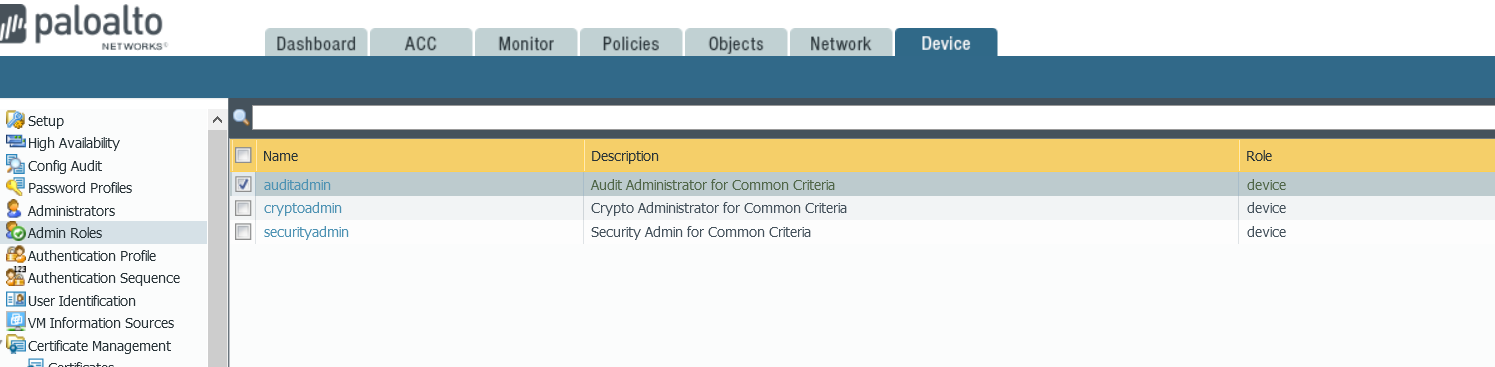 paloalto
NETWORKS
Dashboard ACC Monitor Policies Objects Network Device
Setup
High Availability
Config Audit
Password Profiles
Administrators
Admin Roles
Authentication Profile
Authentication Sequence
User Identification
VM Information Sources
Certificate Management
Certificates
Name Description Role
auditadmin Audit Administrator for Common Criteria device
cryptoadmin Crypto Administrator for Common Criteria device
securityadmin Security Admin for Common Criteria device